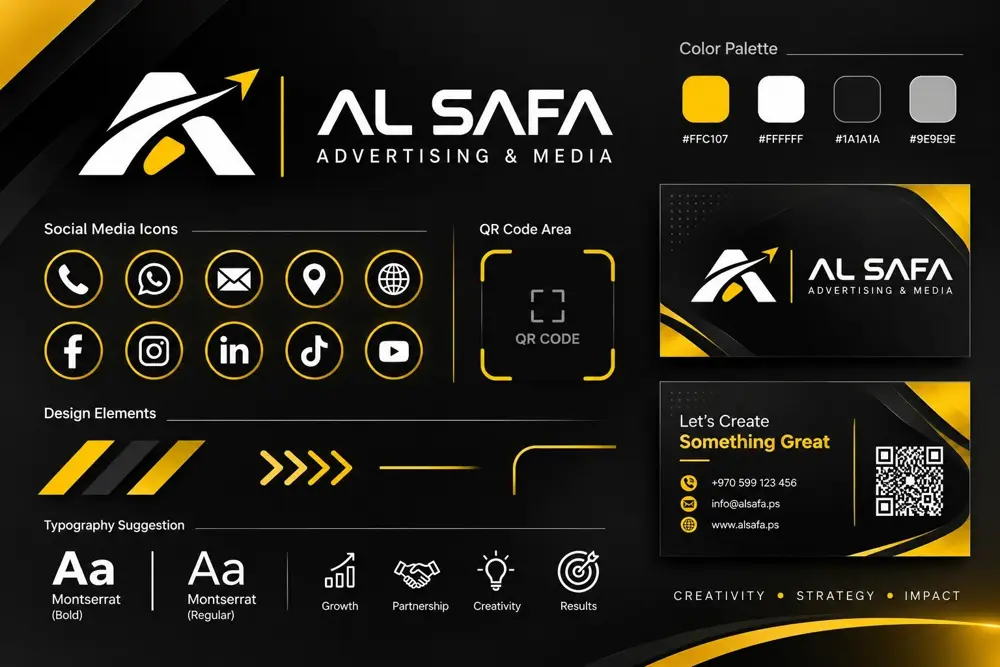 AL SAFA
ADVERTISING & MEDIA
Color Palette
#FFC107
#FFFFFF
#1A1A1A
#9E9E9E
Social Media Icons
QR Code Area
QR CODE
AL SAFA
ADVERTISING & MEDIA
Design Elements
Let's Create
Something Great
+970 599 123 456
info@alsafa.ps
www.alsafa.ps
Typography Suggestion
Aa
Montserrat
(Bold)
Aa
Montserrat
(Regular)
Growth
Partnership
Creativity
Results
CREATIVITY • STRATEGY • IMPACT